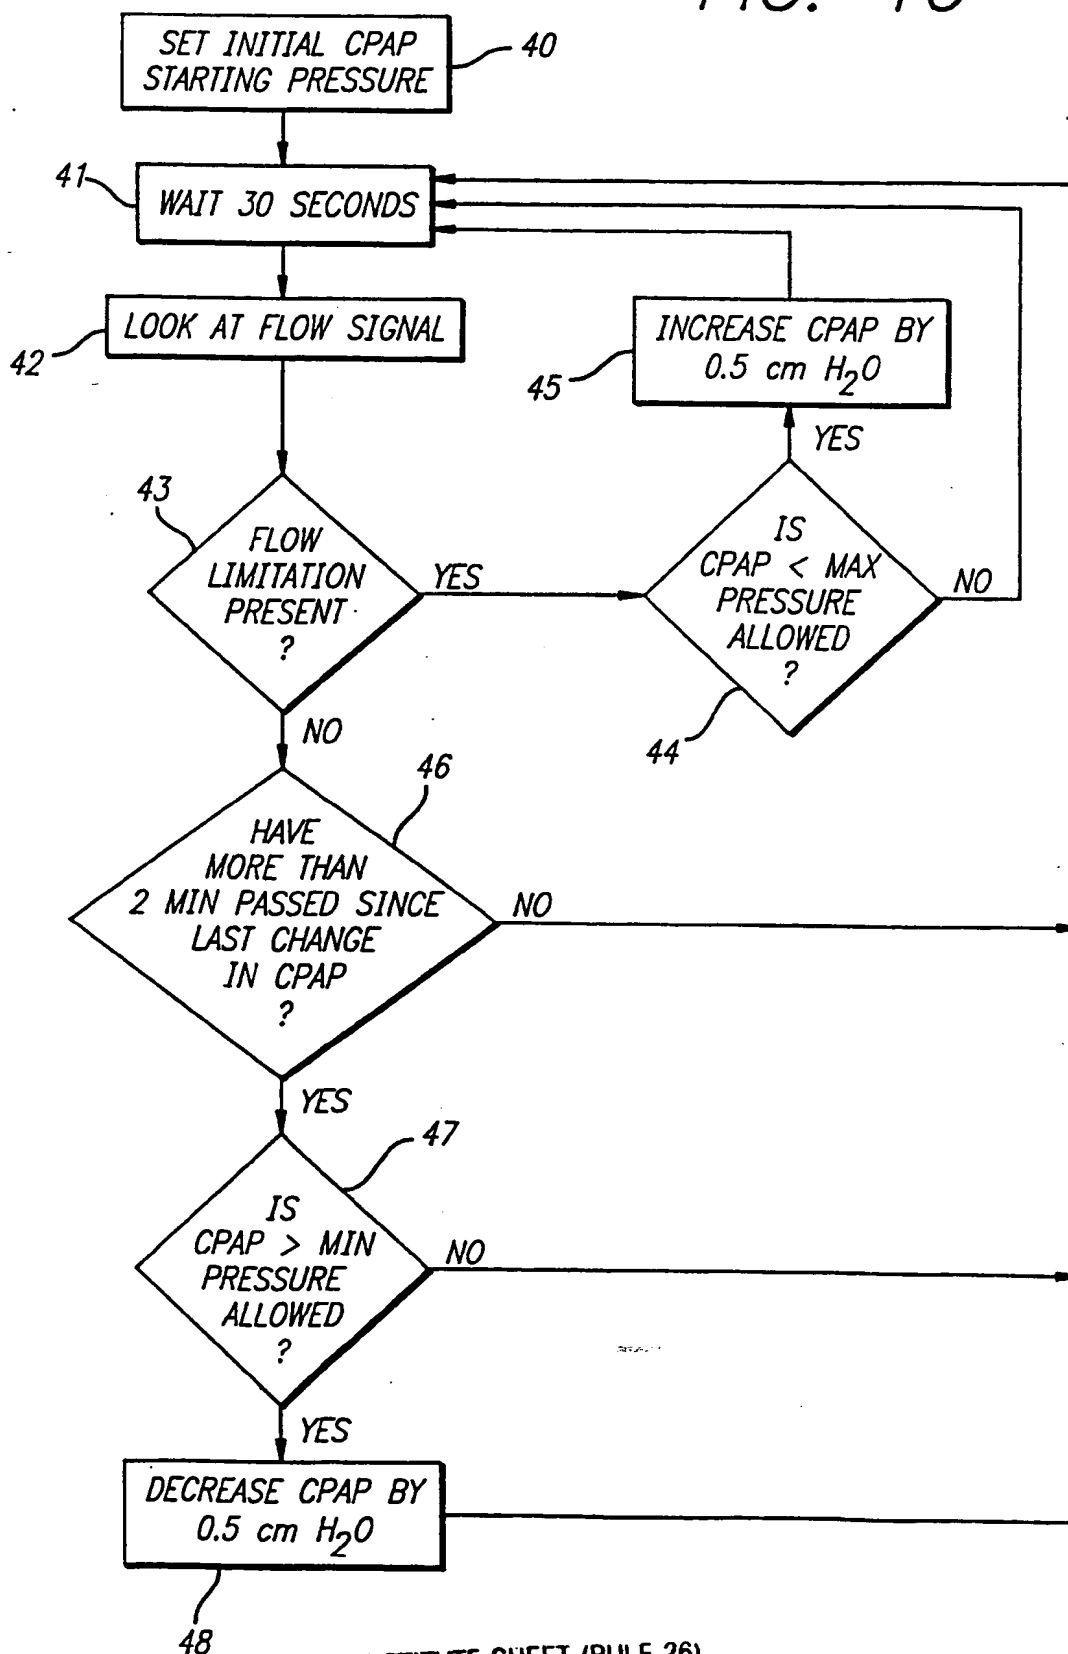 SET INITIAL CPAP
STARTING PRESSURE
40
41
WAIT 30 SECONDS
LOOK AT FLOW SIGNAL
42
INCREASE CPAP BY
0.5 cm H2O
45
YES
43
FLOW
LIMITATION
PRESENT
?
YES
IS
CPAP < MAX
PRESSURE
ALLOWED
?
NO
44
NO
46
HAVE
MORE THAN
2 MIN PASSED SINCE
LAST CHANGE
IN CPAP
?
NO
YES
47
IS
CPAP > MIN
PRESSURE
ALLOWED
?
NO
YES
DECREASE CPAP BY
0.5 cm H2O
48
SHEET (RULE 26)